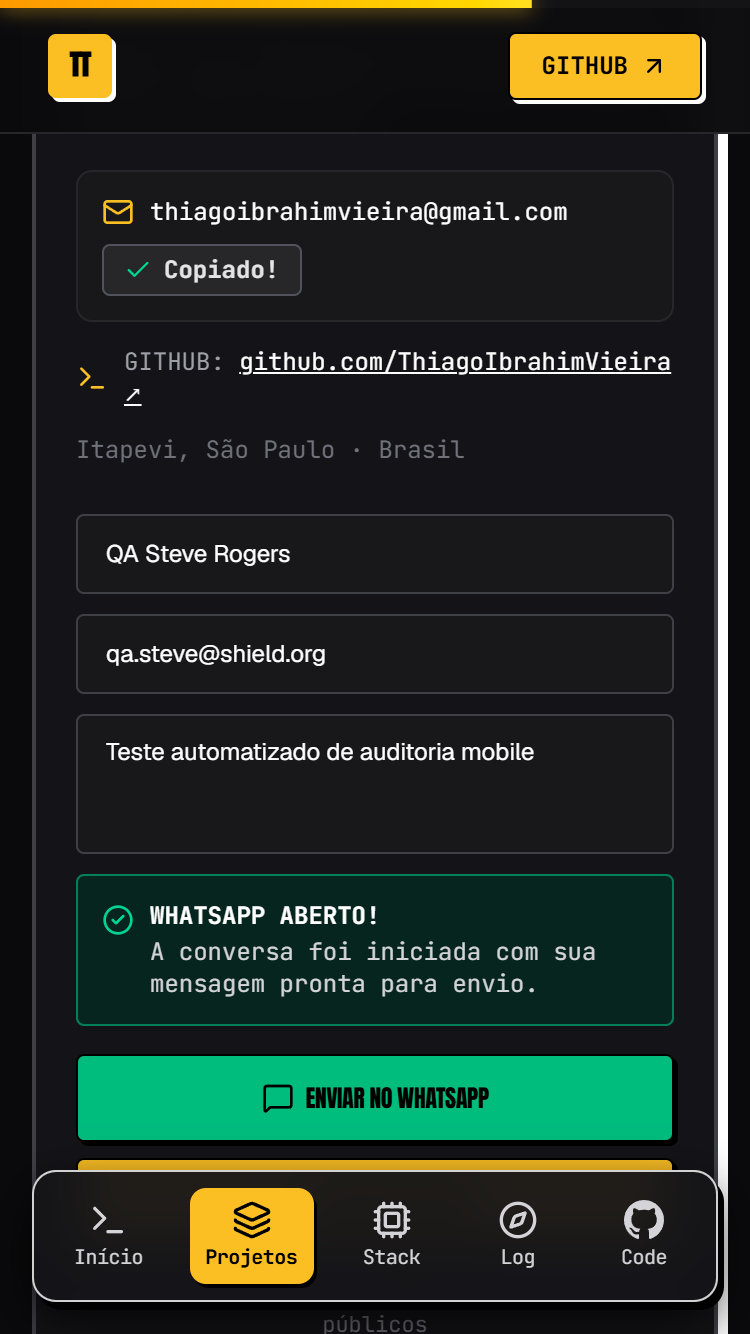 π
GITHUB ↗
thiagoibrahimvieira@gmail.com
Copiado!
GITHUB: github.com/ThiagoIbrahimVieira
↗
Itapevi, São Paulo · Brasil
QA Steve Rogers
qa.steve@shield.org
Teste automatizado de auditoria mobile
WHATSAPP ABERTO!
A conversa foi iniciada com sua
mensagem pronta para envio.
ENVIAR NO WHATSAPP
Início
Projetos
Stack
Log
Code
públicos